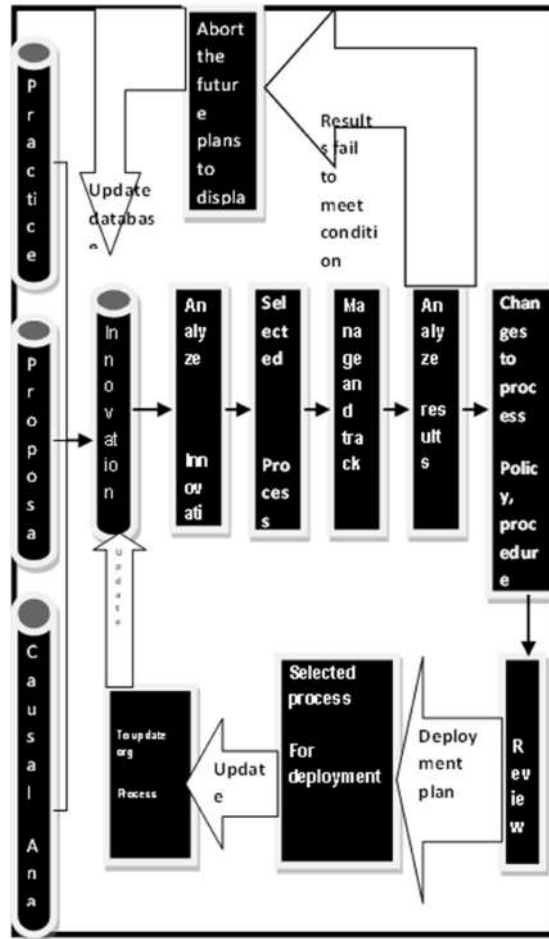 Abort
the
futur
e
plans
to
displa
P
r
a
c
t
i
c
e
Update
databas
e
Result
s fail
to
meet
conditi
on
P
r
o
p
o
s
a
In
n
o
v
at
io
n
An
aly
ze
Inn
ov
ati
Sel
ect
ed
Pro
ces
s
Ma
na
ge an
d
tra
ck
An
aly
ze
res
ult
s
Chan
ges
to
process
Policy,
proc
edur
e
U
p
d
a
t
e
C
a
u
s
a
l
A
n
a
To update
org
Process
Updat
e
Selected
process
For
deployment
Deploy
ment
plan
R
ev
ie
w